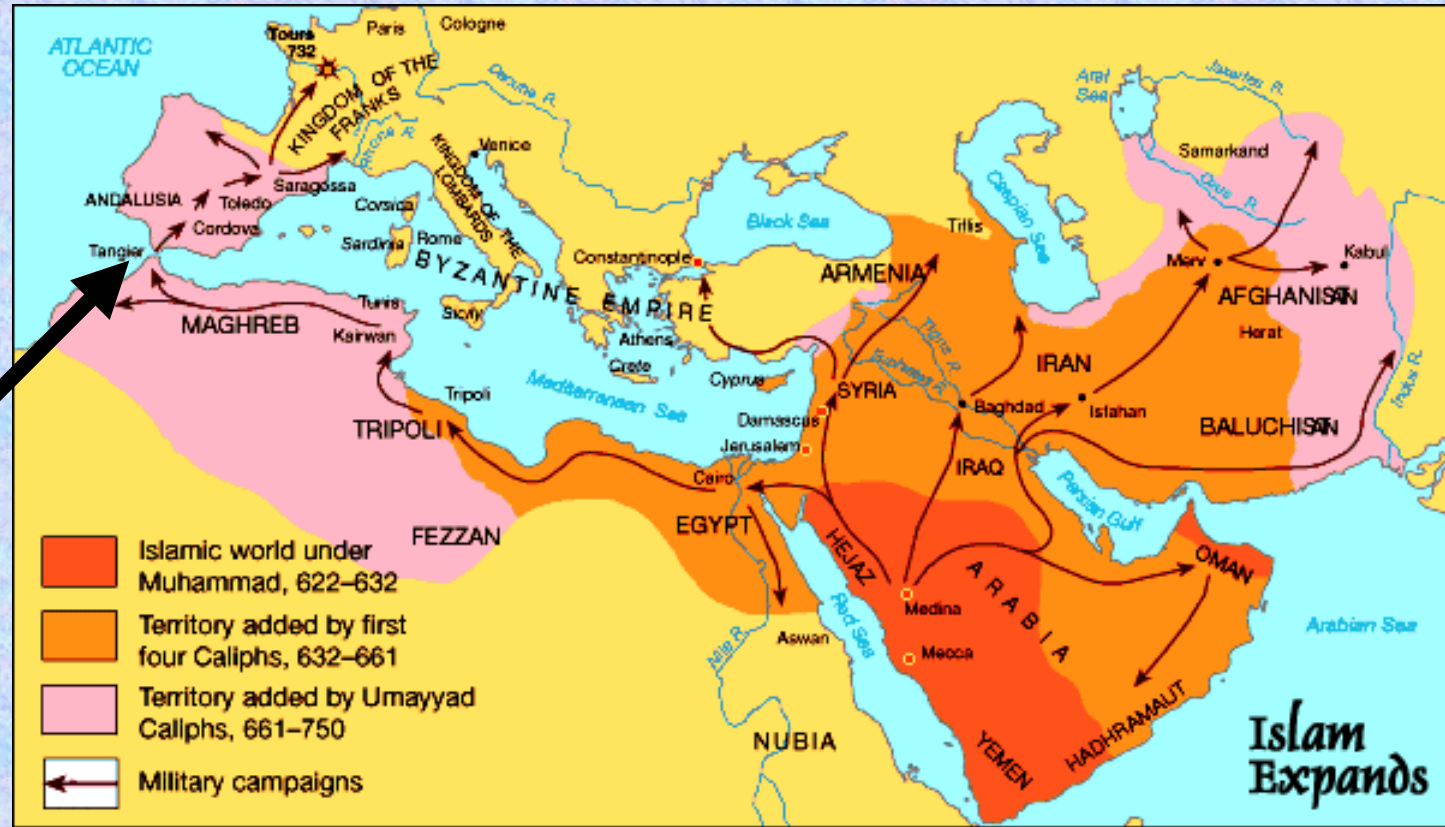 ATLANTIC
OCEAN
Tours
732
Paris
Cologne
KINGDOM OF THE
FRANKS
Danube R.
Rhone R.
Venice
KINGDOM OF THE
LOMBARDS
Aral
Sea
Jaxartes R.
Samarkand
Oxus R.
Caspian Sea
Black Sea
Tiflis
ANDALUSIA
Saragossa
Toledo
Cordova
Corsica
Sardinia
Rome
Constantinople
BYZANTINE EMPIRE
ARMENIA
Merv
Kabul
AFGHANISTAN
Herat
Tangier
MAGHREB
Tunis
Kairwan
Sicily
Athens
Crete
Cyprus
Tigris R.
Euphrates R.
IRAN
Indus R.
Mediterranean Sea
SYRIA
Tripoli
TRIPOLI
Damascus
Jerusalem
Baghdad
Isfahan
BALUCHISTAN
IRAQ
Cairo
EGYPT
Persian Gulf
FEZZAN
HEJAZ
ARABIA
OMAN
Medina
Mecca
Red Sea
Arabian Sea
Aswan
Nile R.
NUBIA
YEMEN
HADHRAMAUT
Islamic world under
Muhammad, 622–632
Territory added by first
four Caliphs, 632–661
Territory added by Umayyad
Caliphs, 661–750
Military campaigns
Islam
Expands